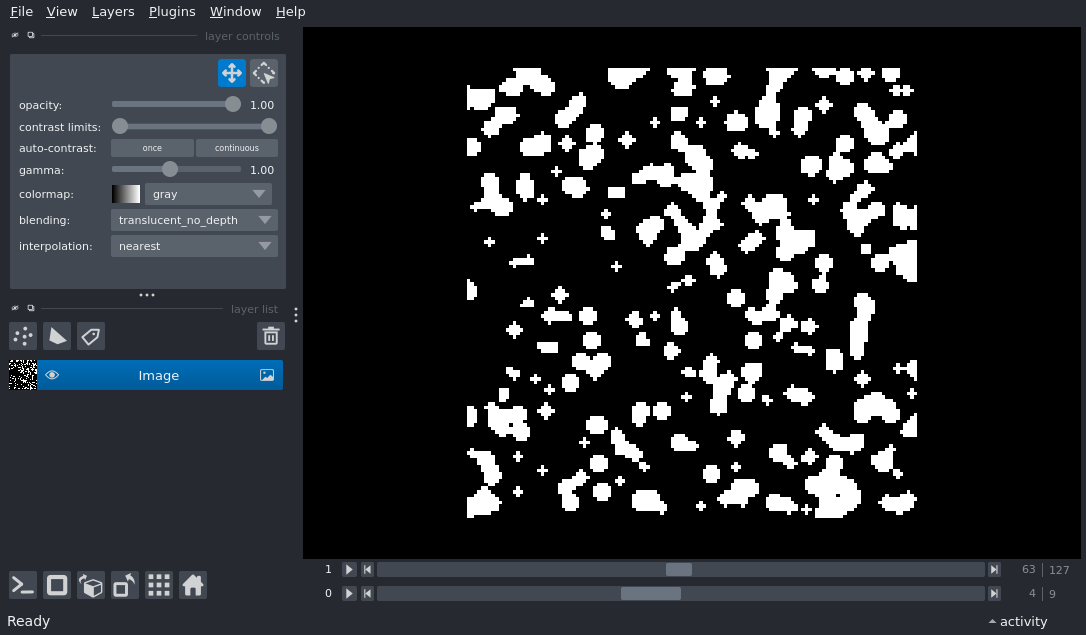 File View Layers Plugins Window Help
layer controls
opacity: 1.00
contrast limits:
auto-contrast: once continuous
gamma: 1.00
colormap: gray
blending: translucent_no_depth
interpolation: nearest
layer list
Image
1 63 127
0 4 9
Ready activity